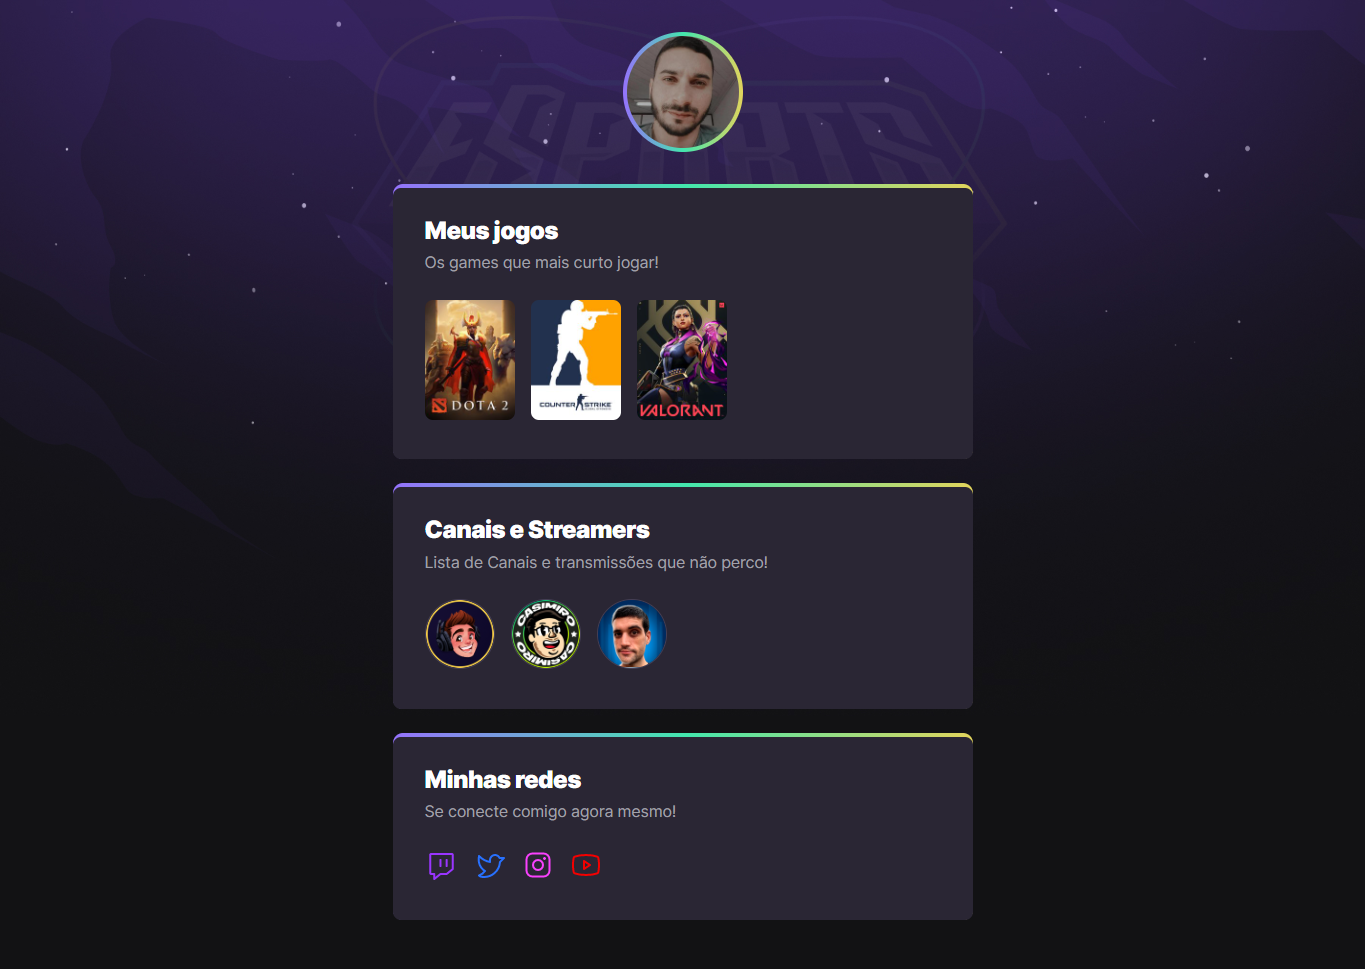 ESPORTS
Meus jogos
Os games que mais curto jogar!
DOTA 2
COUNTER STRIKE
VALORANT
Canais e Streamers
Lista de Canais e transmissões que não perco!
CASIMIRO
CASIMIRO
Minhas redes
Se conecte comigo agora mesmo!